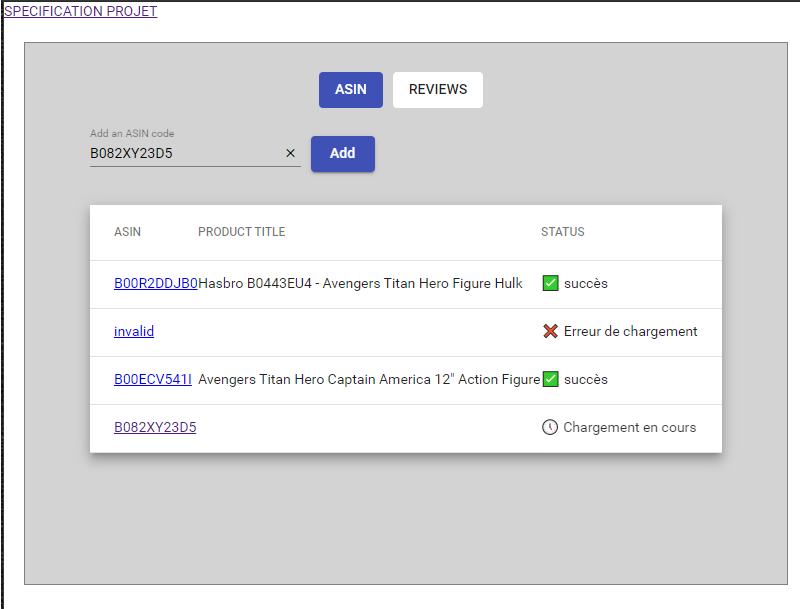 SPECIFICATION PROJET
ASIN REVIEWS
Add an ASIN code
B082XY23D5 × Add
ASIN PRODUCT TITLE STATUS
B00R2DDJB0 Hasbro B0443EU4 - Avengers Titan Hero Figure Hulk ✅ succès
invalid ❌ Erreur de chargement
B00ECV541I Avengers Titan Hero Captain America 12" Action Figure ✅ succès
B082XY23D5 Chargement en cours